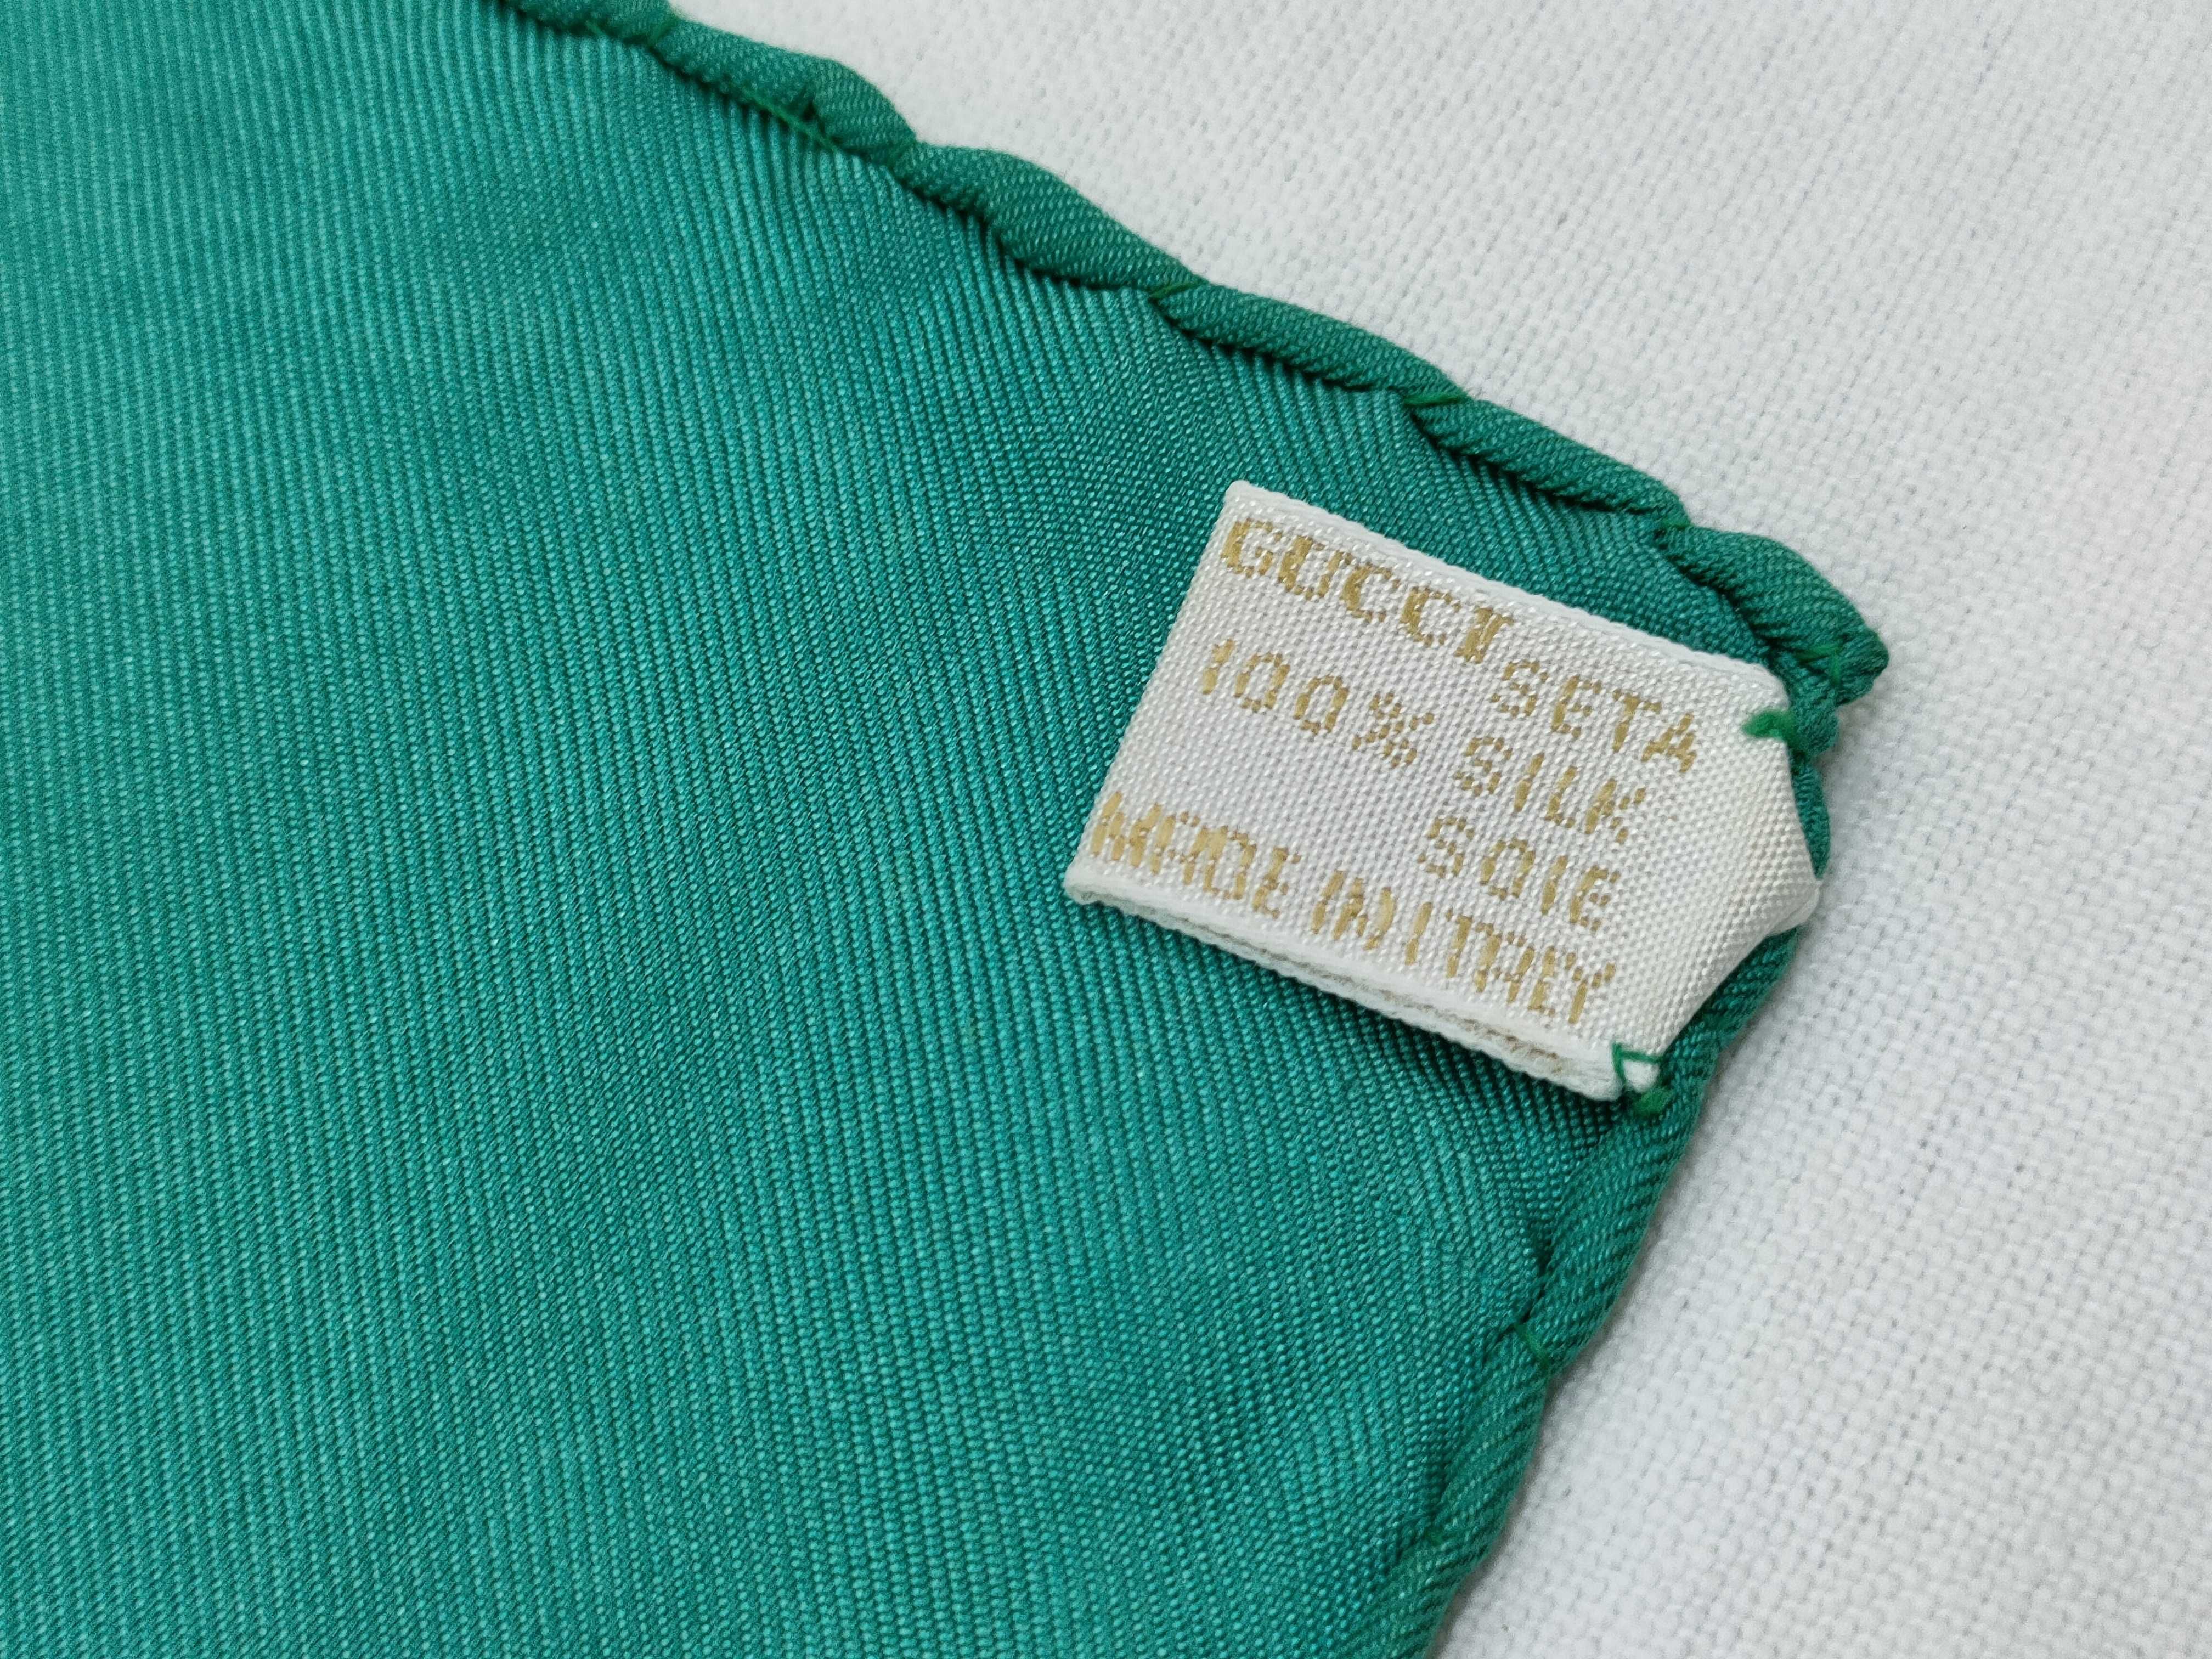 GUCCI SETA
100% SILK
SOIE
MADE IN ITALY